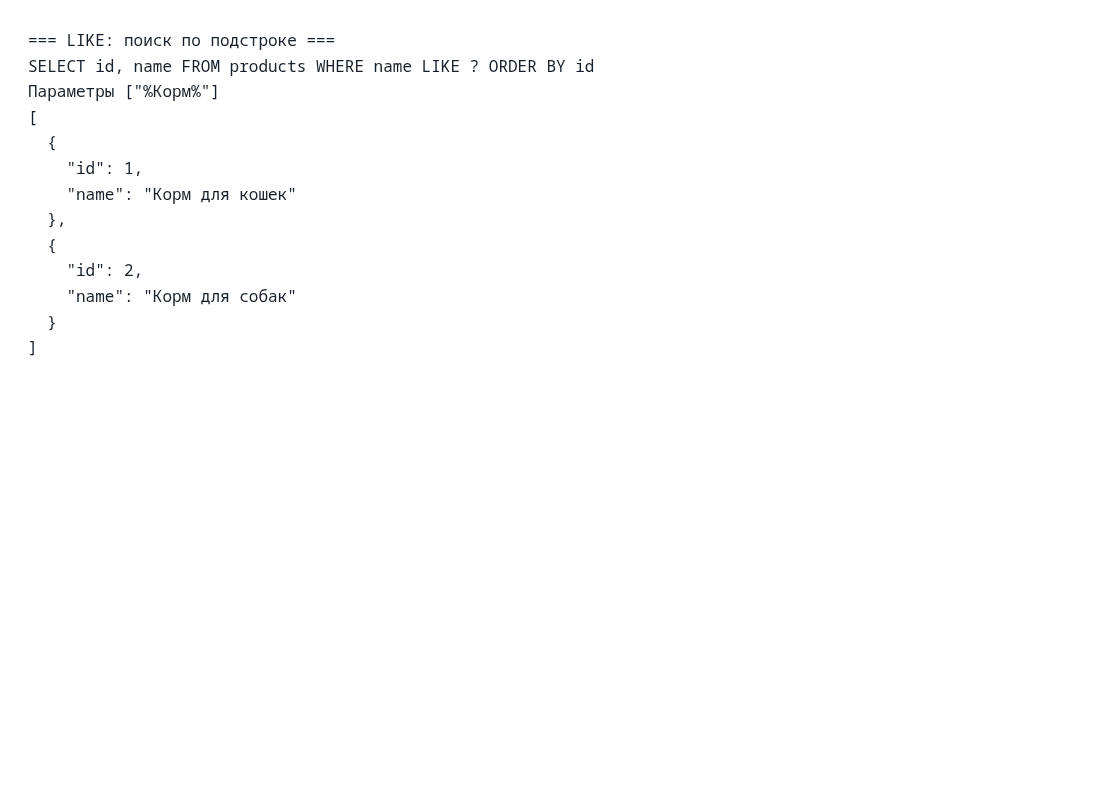 === LIKE: поиск по подстроке ===
SELECT id, name FROM products WHERE name LIKE ? ORDER BY id
Параметры ["%Корм%"]
[
  {
    "id": 1,
    "name": "Корм для кошек"
  },
  {
    "id": 2,
    "name": "Корм для собак"
  }
]